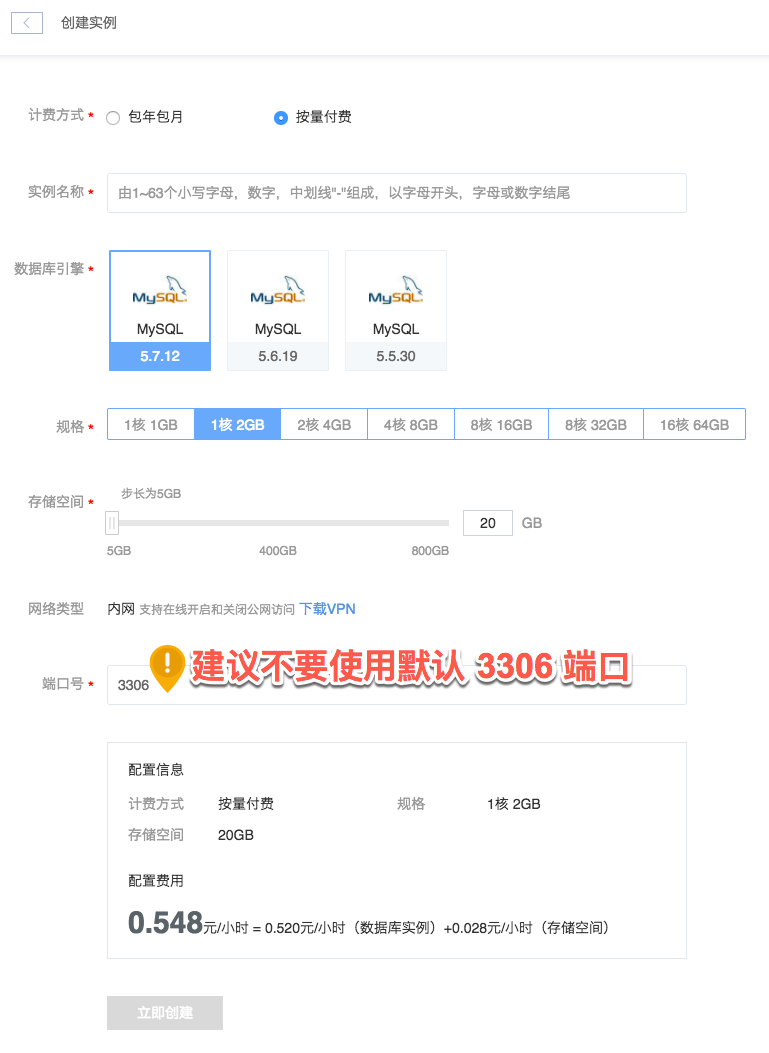 创建实例
计费方式 * 包年包月 按量付费
实例名称 * 由1~63个小写字母，数字，中划线"-"组成，以字母开头，字母或数字结尾
数据库引擎 *
MySQL. MySQL. MySQL.
MySQL MySQL MySQL
5.7.12 5.6.19 5.5.30
规格 * 1核 1GB 1核 2GB 2核 4GB 4核 8GB 8核 16GB 8核 32GB 16核 64GB
步长为5GB
存储空间 * 20 GB
5GB 400GB 800GB
网络类型 内网 支持在线开启和关闭公网访问 下载VPN
建议不要使用默认 3306 端口
端口号 * 3306
配置信息
计费方式 按量付费 规格 1核 2GB
存储空间 20GB
配置费用
0.548元/小时 = 0.520元/小时（数据库实例）+0.028元/小时（存储空间）
立即创建